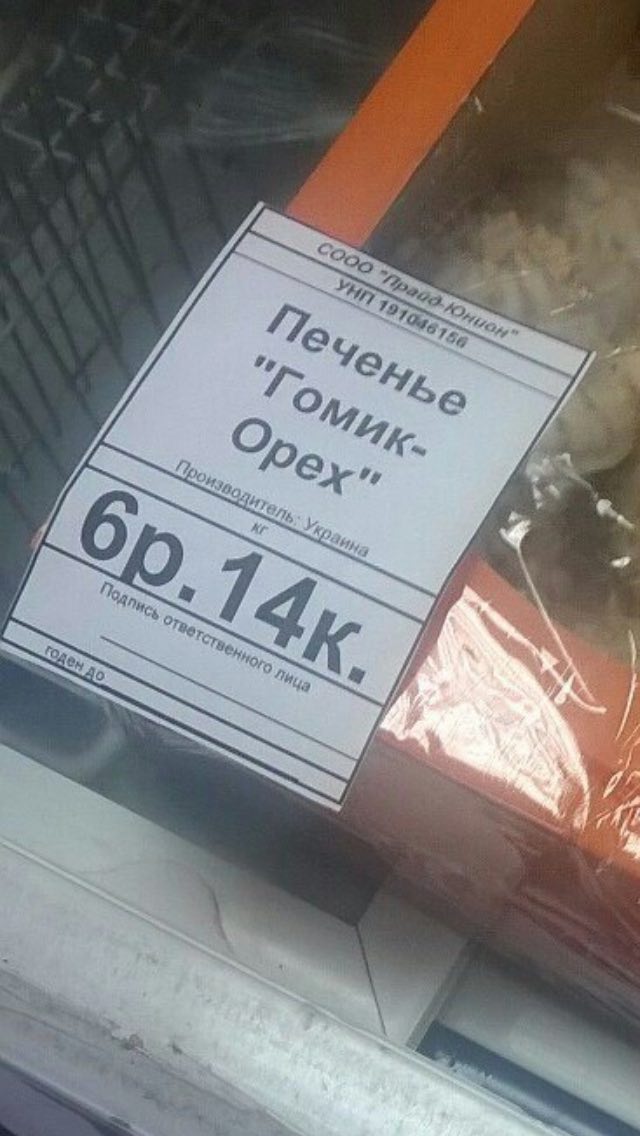 СООО "Прайд-Юнион"
УНП 191046156
Печенье
"Гомик-
Орех"
Производитель: Украина
кг
6р.14к.
Подпись ответственного лица
годен до